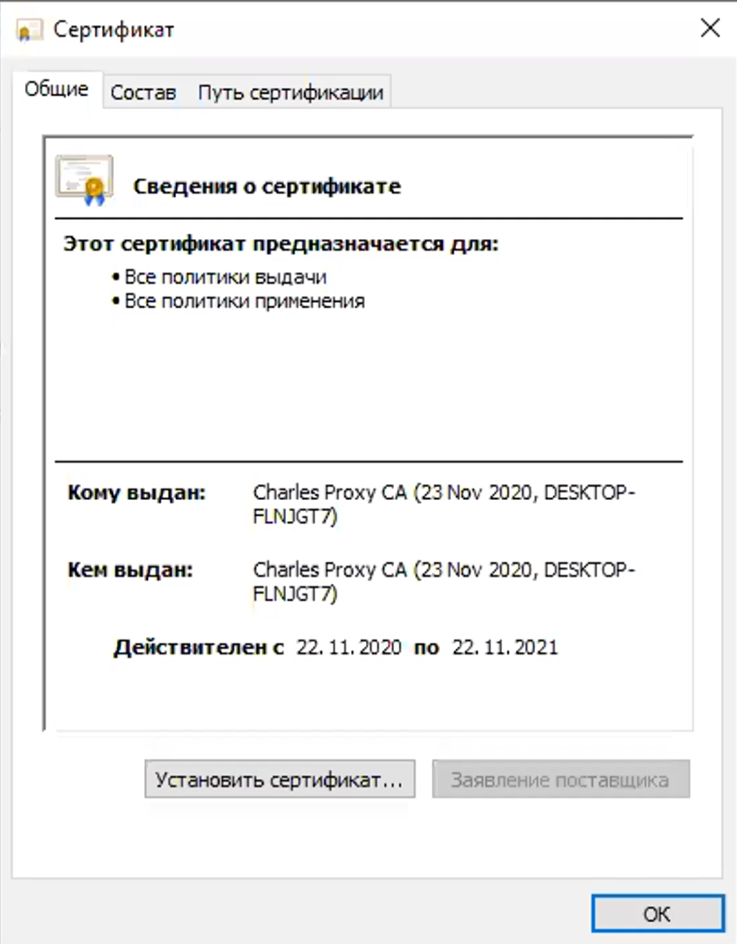 Сертификат
Общие Состав Путь сертификации
Сведения о сертификате
Этот сертификат предназначается для:
• Все политики выдачи
• Все политики применения
Кому выдан: Charles Proxy CA (23 Nov 2020, DESKTOP-
FLNJGT7)
Кем выдан: Charles Proxy CA (23 Nov 2020, DESKTOP-
FLNJGT7)
Действителен с 22.11.2020 по 22.11.2021
Установить сертификат... Заявление поставщика
ОК